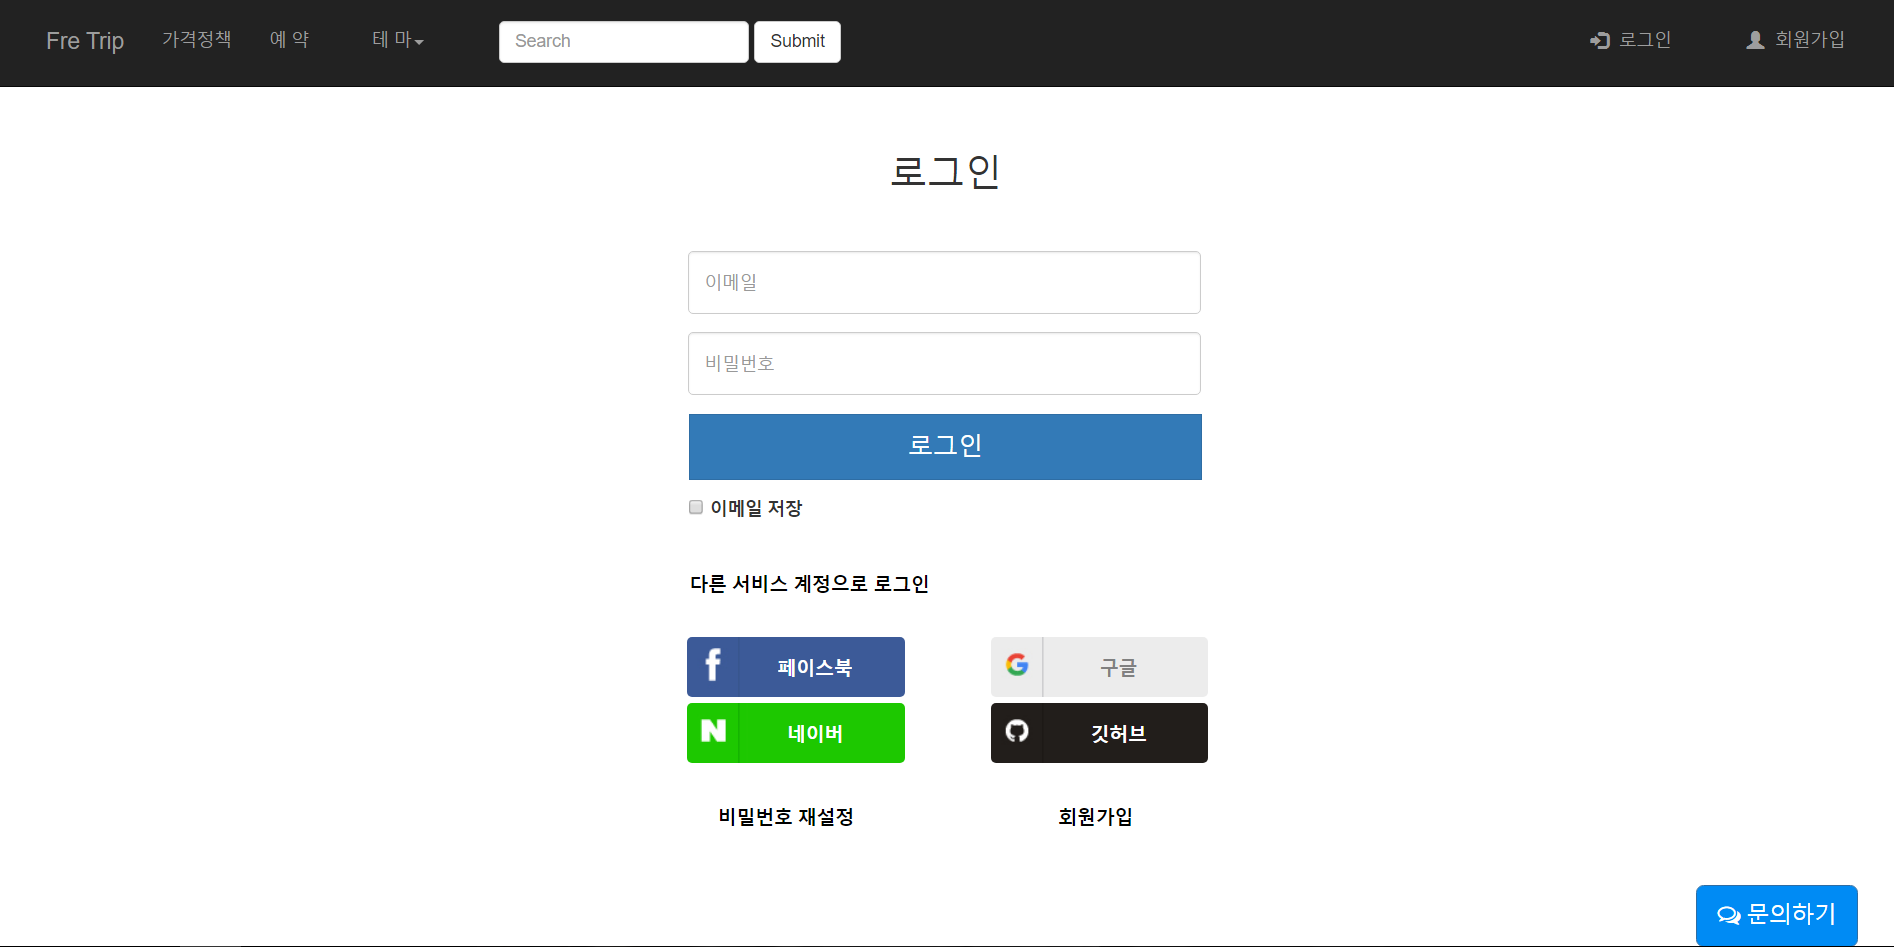 Fre Trip 가격정책 예 약 테 마 Search Submit 로그인 회원가입
로그인
이메일
비밀번호
로그인
이메일 저장
다른 서비스 계정으로 로그인
페이스북 구글
네이버 깃허브
비밀번호 재설정 회원가입
문의하기